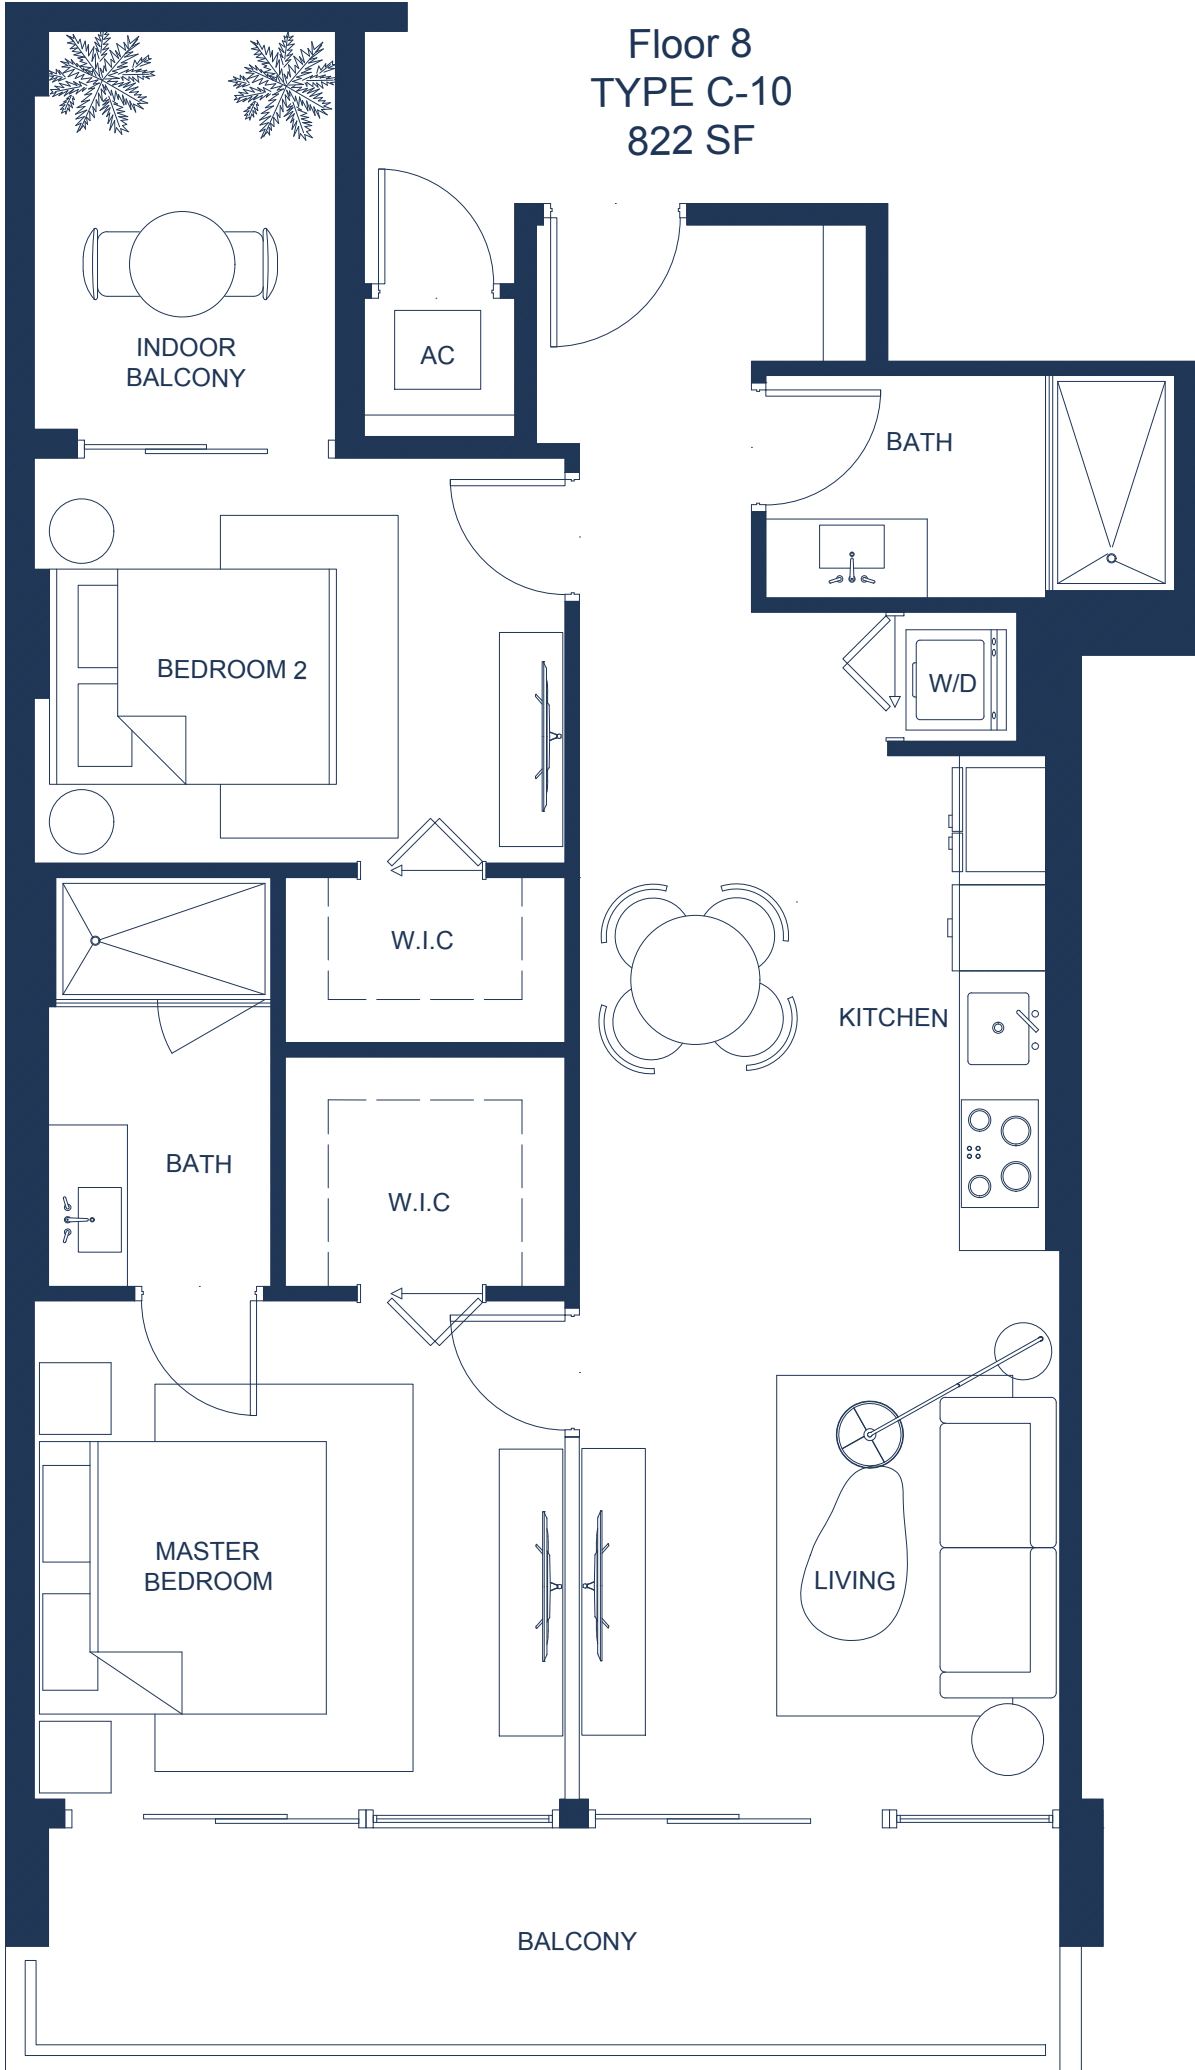 Floor 8
TYPE C-10
822 SF
INDOOR
BALCONY
AC
BATH
BEDROOM 2
W/D
W.I.C
KITCHEN
BATH
W.I.C
MASTER
BEDROOM
LIVING
BALCONY